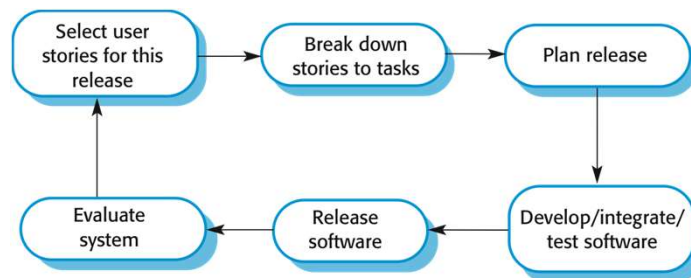 Select user
stories for this
release
Break down
stories to tasks
Plan release
Evaluate
system
Release
software
Develop/integrate/
test software